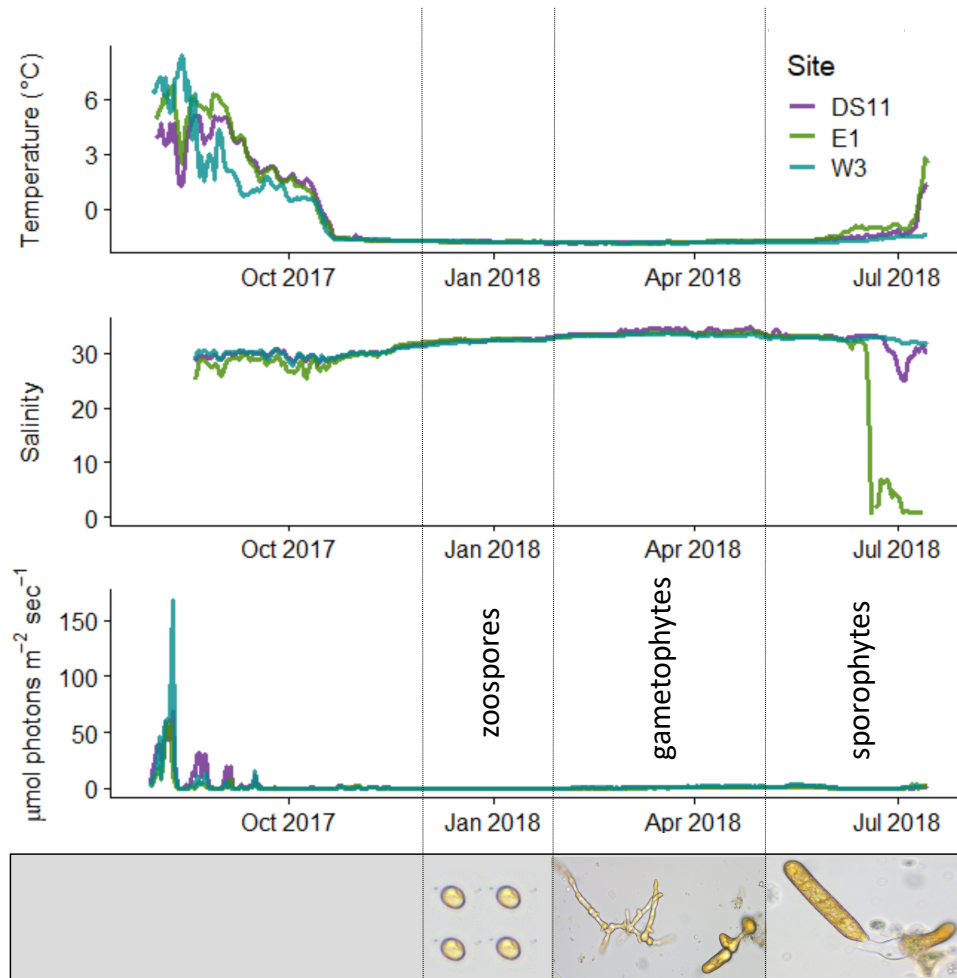 Temperature (°C)
6
3
0
Site
DS11
E1
W3
Oct 2017
Jan 2018
Apr 2018
Jul 2018
Salinity
30
20
10
0
Oct 2017
Jan 2018
Apr 2018
Jul 2018
μmol photons m⁻² sec⁻¹
150
100
50
0
zoospores
gametophytes
sporophytes
Oct 2017
Jan 2018
Apr 2018
Jul 2018